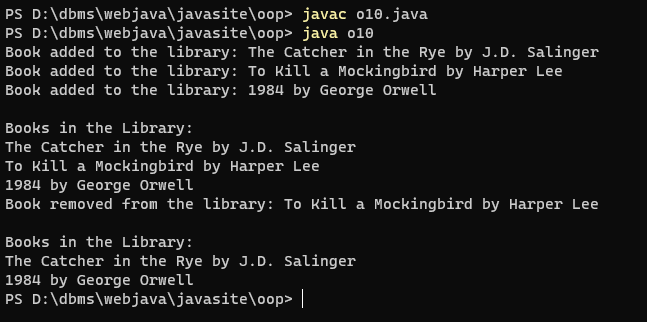 PS D:\dbms\webjava\javasite\oop> javac o10.java
PS D:\dbms\webjava\javasite\oop> java o10
Book added to the library: The Catcher in the Rye by J.D. Salinger
Book added to the library: To Kill a Mockingbird by Harper Lee
Book added to the library: 1984 by George Orwell

Books in the Library:
The Catcher in the Rye by J.D. Salinger
To Kill a Mockingbird by Harper Lee
1984 by George Orwell
Book removed from the library: To Kill a Mockingbird by Harper Lee

Books in the Library:
The Catcher in the Rye by J.D. Salinger
1984 by George Orwell
PS D:\dbms\webjava\javasite\oop>